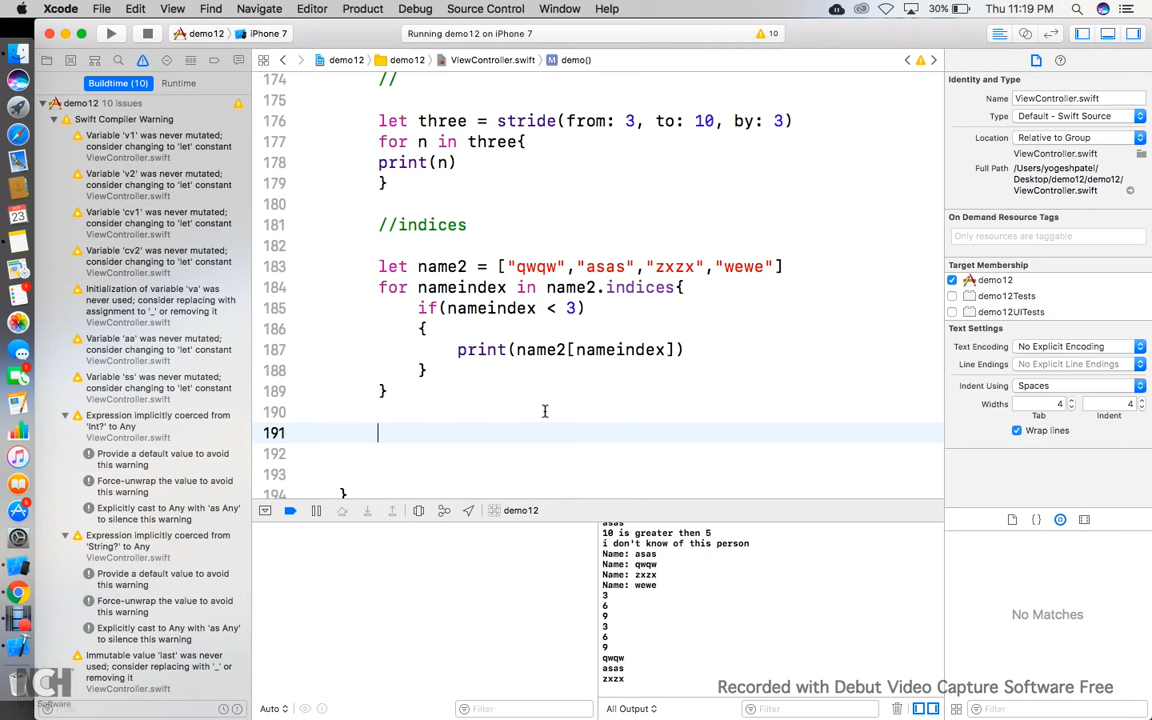 Xcode File Edit View Find Navigate Editor Product Debug Source Control Window Help 30% Thu 11:19 PM
demo12 iPhone 7 Running demo12 on iPhone 7 10
demo12 demo12 ViewController.swift M demo()
Buildtime (10) Runtime
demo12 10 issues
Swift Compiler Warning
Variable 'v1' was never mutated;
consider changing to 'let' constant
ViewController.swift
Variable 'v2' was never mutated;
consider changing to 'let' constant
ViewController.swift
Variable 'cv1' was never mutated;
consider changing to 'let' constant
ViewController.swift
Variable 'cv2' was never mutated;
consider changing to 'let' constant
ViewController.swift
Initialization of variable 'va' was
never used; consider replacing with
assignment to '_' or removing it
ViewController.swift
Variable 'aa' was never mutated;
consider changing to 'let' constant
ViewController.swift
Variable 'ss' was never mutated;
consider changing to 'let' constant
ViewController.swift
Expression implicitly coerced from
'Int?' to Any
ViewController.swift
Provide a default value to avoid
this warning
Force-unwrap the value to avoid
this warning
Explicitly cast to Any with 'as Any'
to silence this warning
Expression implicitly coerced from
'String?' to Any
ViewController.swift
Provide a default value to avoid
this warning
Force-unwrap the value to avoid
this warning
Explicitly cast to Any with 'as Any'
to silence this warning
Immutable value 'last' was never
used; consider replacing with '_' or
removing it
ViewController.swift
NCH Software
174 //
175
176 let three = stride(from: 3, to: 10, by: 3)
177 for n in three{
178 print(n)
179 }
180
181 //indices
182
183 let name2 = ["qwqw","asas","zxzx","wewe"]
184 for nameindex in name2.indices{
185 if(nameindex < 3)
186 {
187 print(name2[nameindex])
188 }
189 }
190
191
192
193
194 }
demo12
asas
10 is greater then 5
i don't know of this person
Name: asas
Name: qwqw
Name: zxzx
Name: wewe
3
6
9
3
6
9
qwqw
asas
zxzx
Auto Filter All Output Filter Filter
Identity and Type
Name ViewController.swift
Type Default - Swift Source
Location Relative to Group
ViewController.swift
Full Path /Users/yogeshpatel/
Desktop/demo12/demo12/
ViewController.swift
On Demand Resource Tags
Only resources are taggable
Target Membership
demo12
demo12Tests
demo12UITests
Text Settings
Text Encoding No Explicit Encoding
Line Endings No Explicit Line Endings
Indent Using Spaces
Widths 4 4
Tab Indent
Wrap lines
No Matches
Recorded with Debut Video Capture Software Free